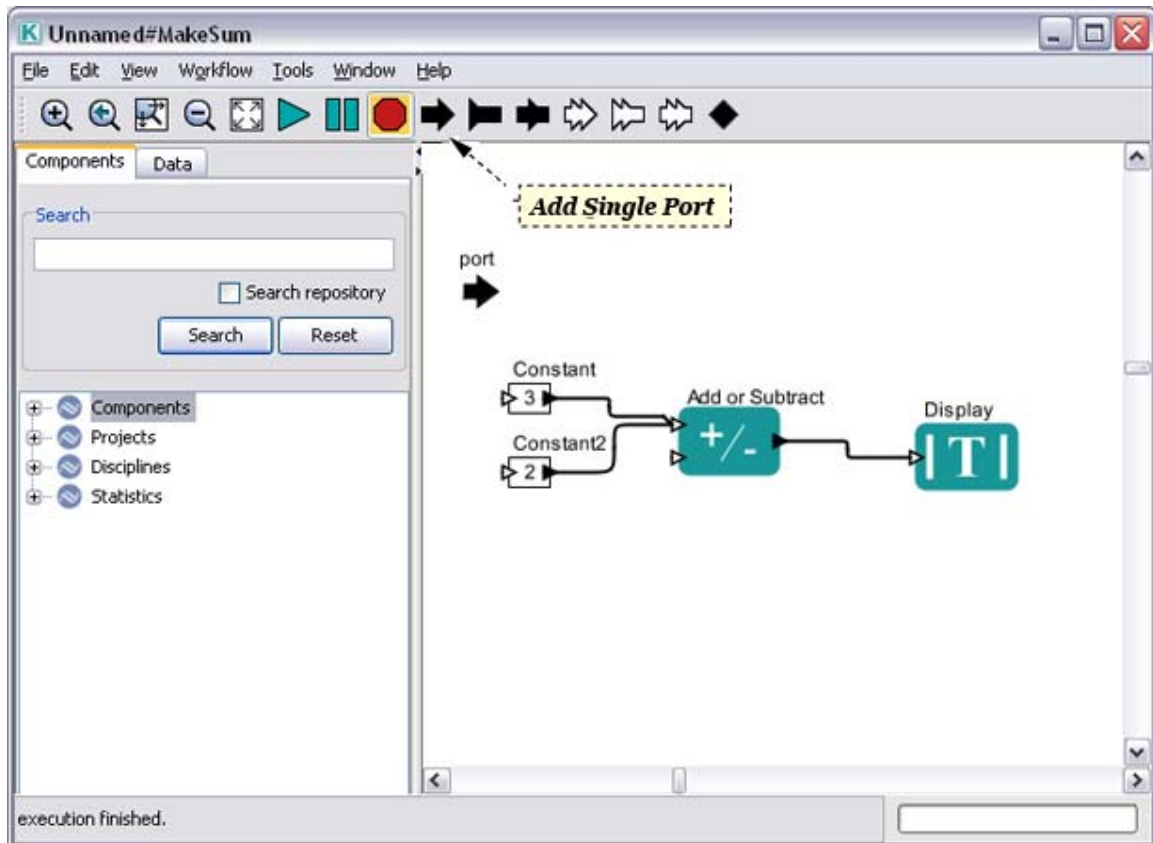 Unnamed#MakeSum
File Edit View Workflow Tools Window Help
Components Data
Add Single Port
Search
Search repository
Search Reset
Components
Projects
Disciplines
Statistics
port
Constant
3
Constant2
2
Add or Subtract
+/-
Display
T
execution finished.